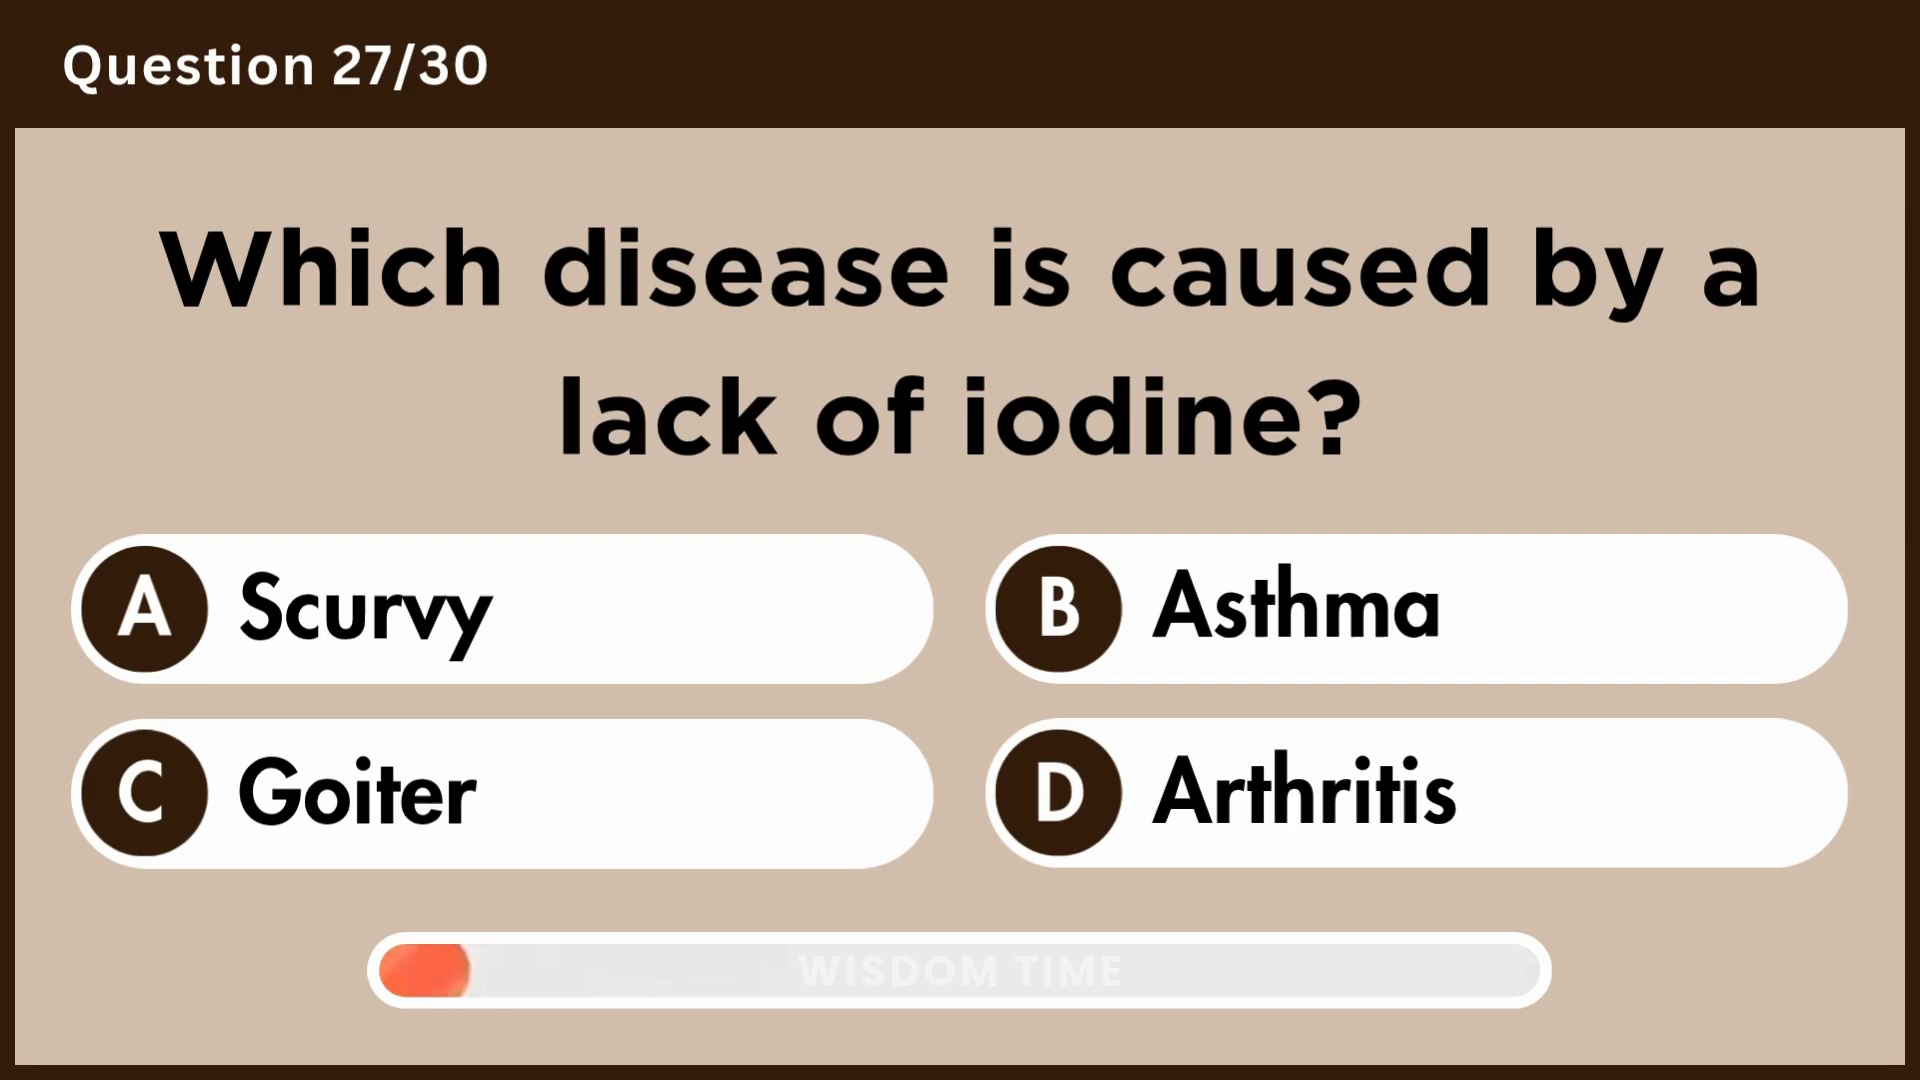 Question 27/30
Which disease is caused by a
lack of iodine?
A Scurvy
B Asthma
C Goiter
D Arthritis
WISDOM TIME